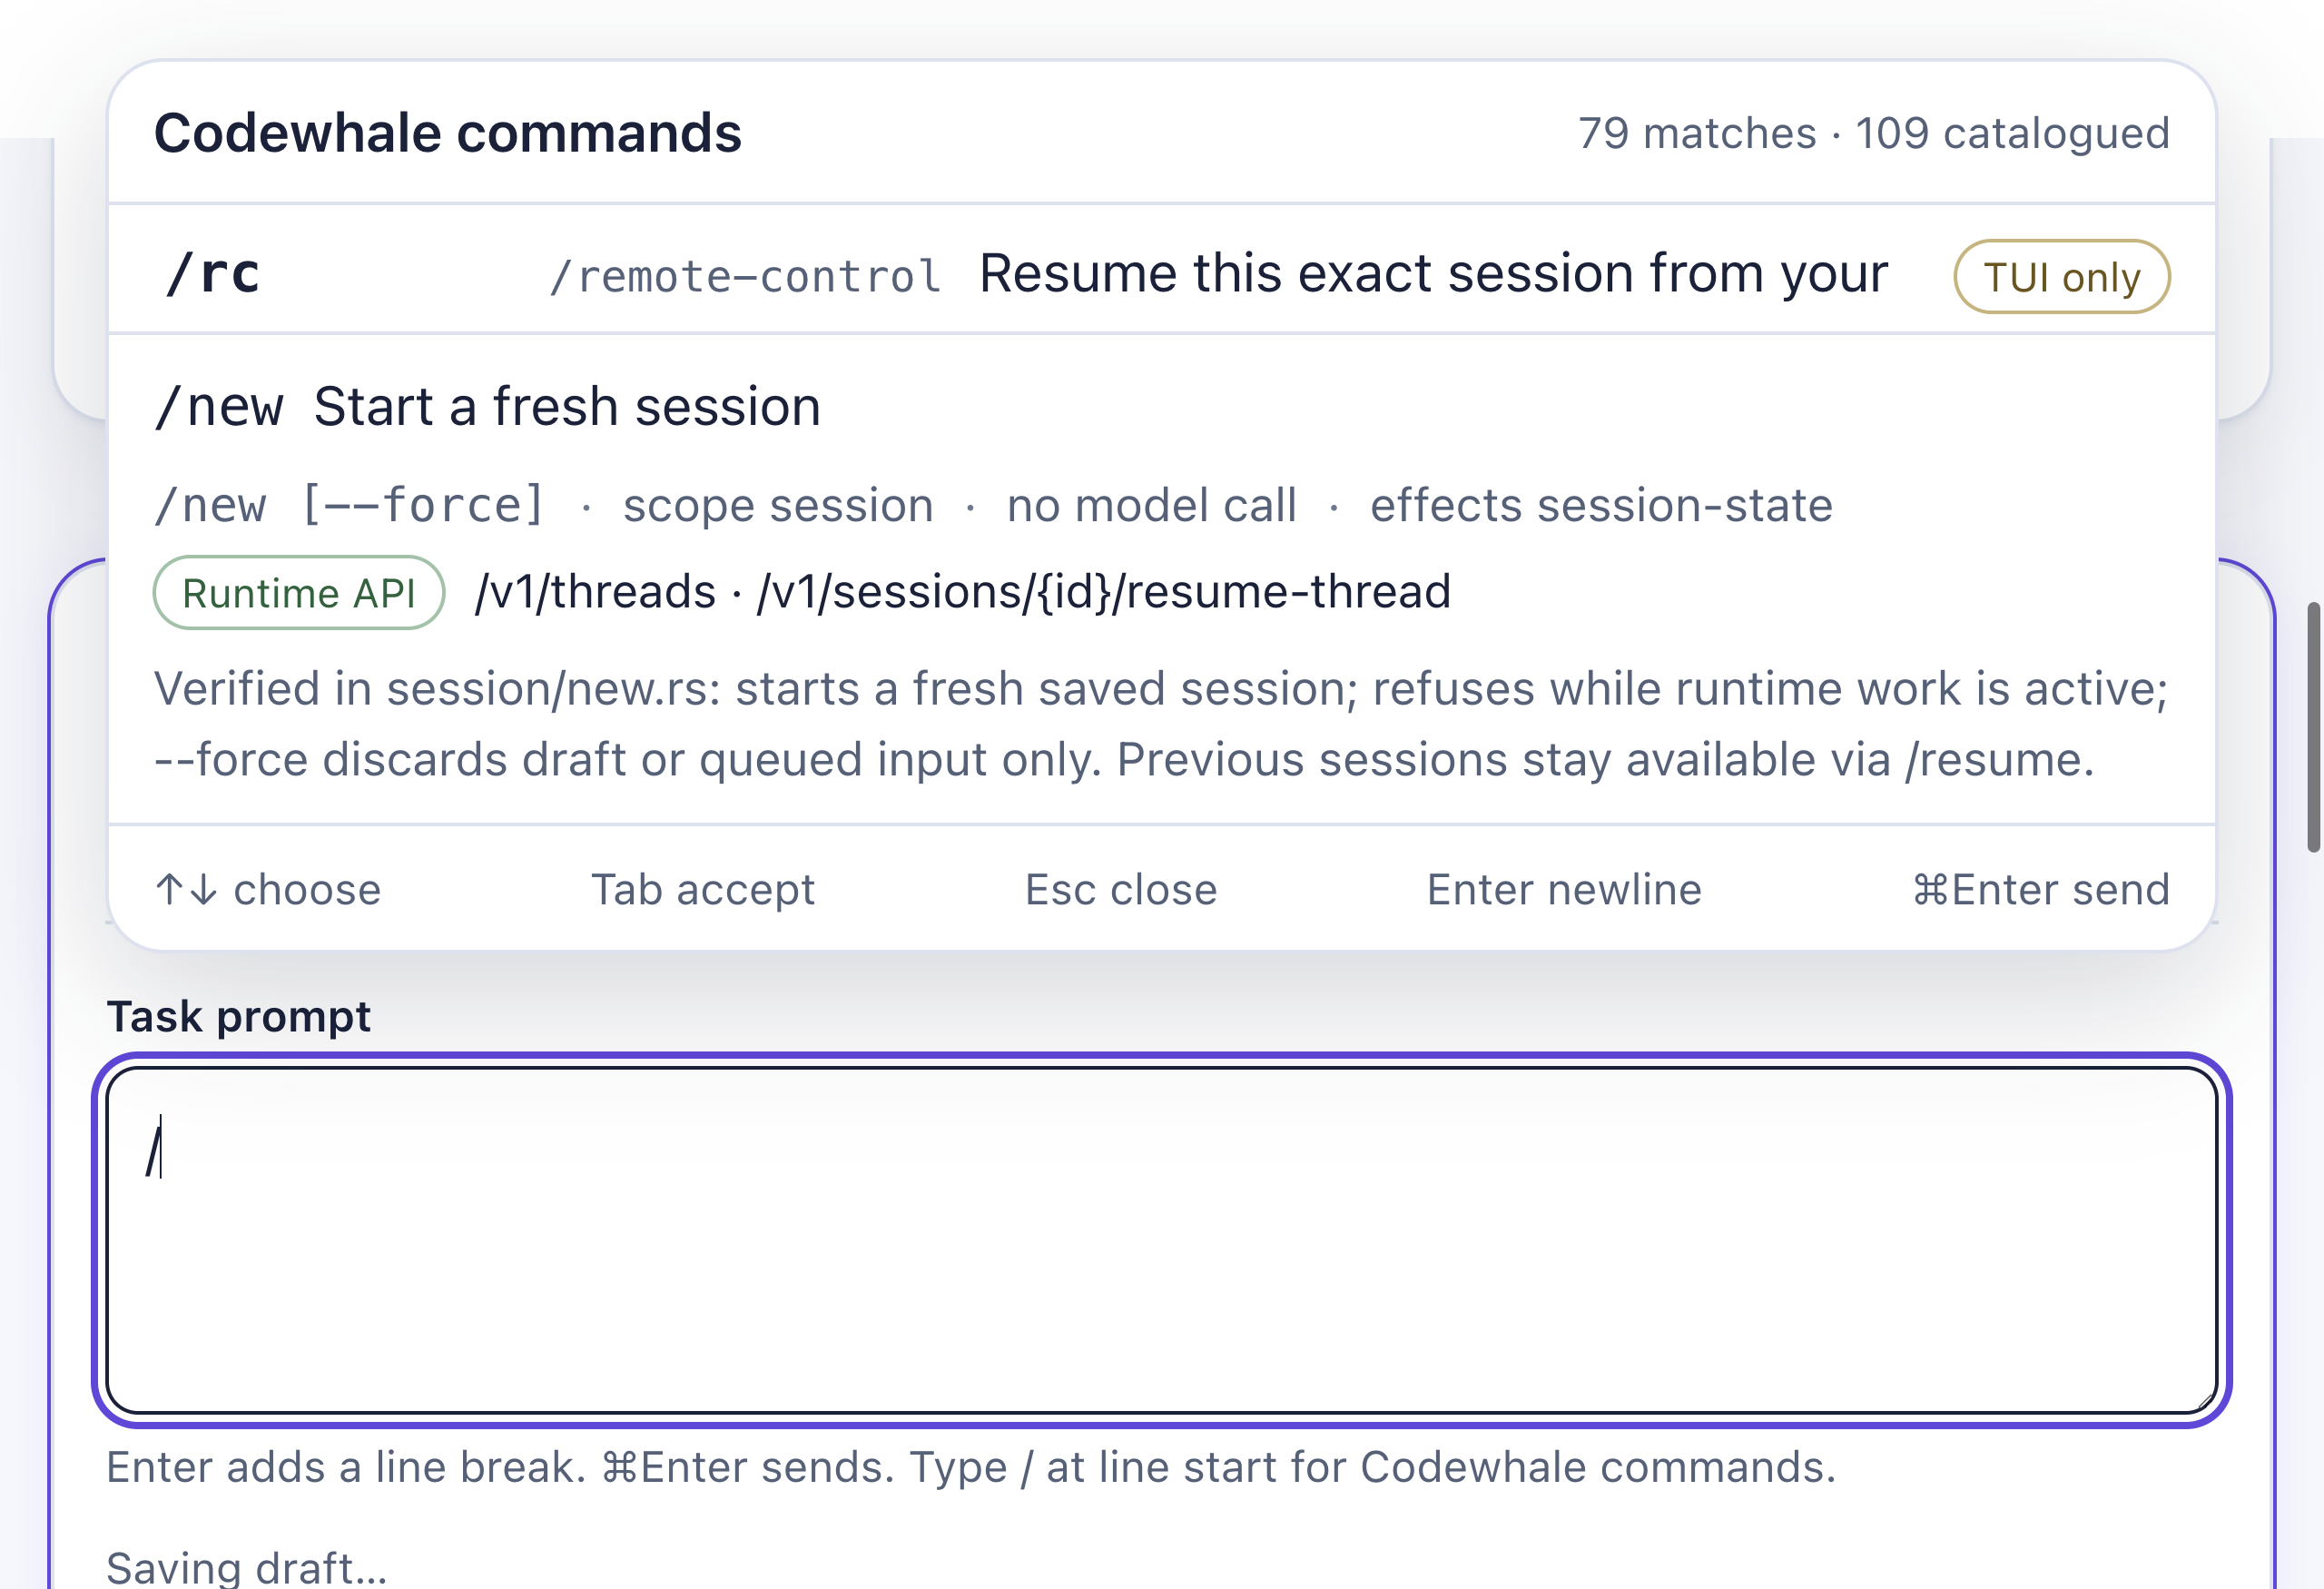 Codewhale commands
79 matches · 109 catalogued
/rc /remote-control Resume this exact session from your TUI only
/new Start a fresh session
/new [--force] · scope session · no model call · effects session-state
Runtime API /v1/threads · /v1/sessions/{id}/resume-thread
Verified in session/new.rs: starts a fresh saved session; refuses while runtime work is active;
--force discards draft or queued input only. Previous sessions stay available via /resume.
↑↓ choose Tab accept Esc close Enter newline ⌘Enter send
Task prompt
/
Enter adds a line break. ⌘Enter sends. Type / at line start for Codewhale commands.
Saving draft...